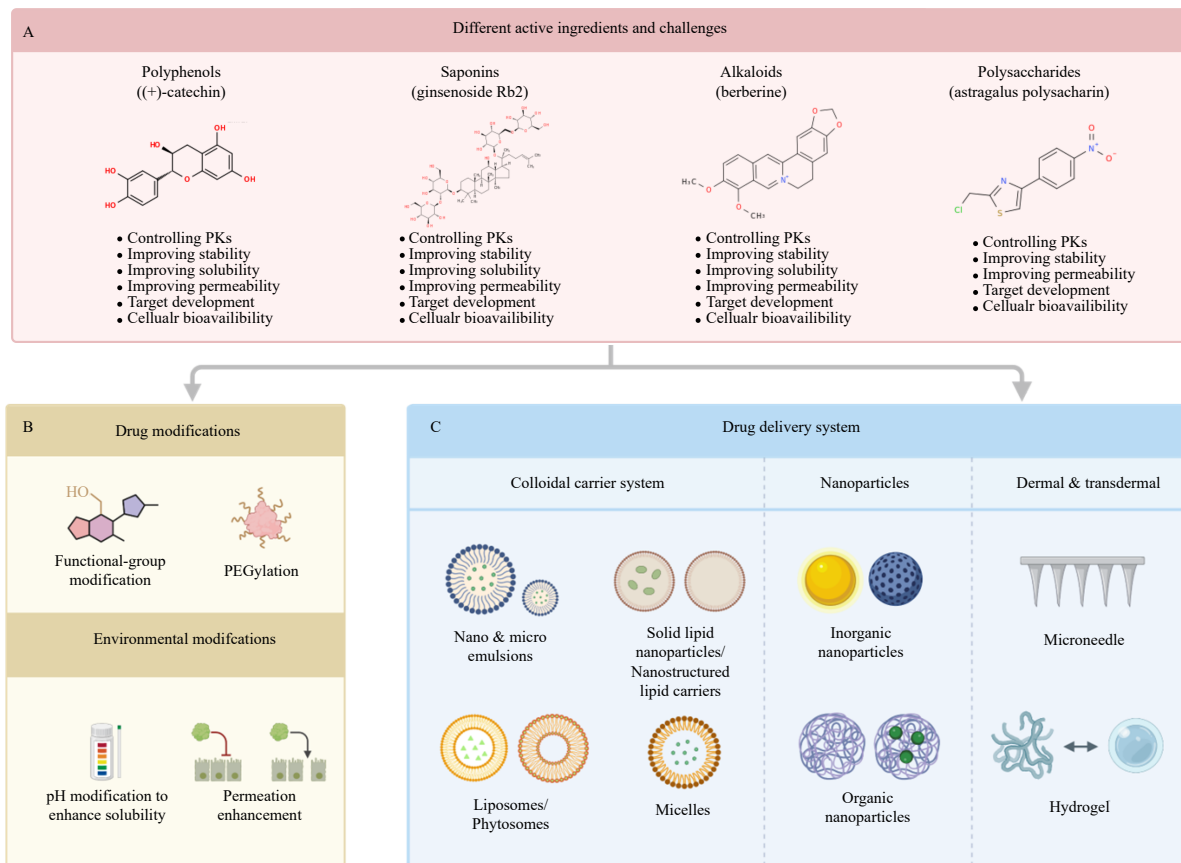 A
Different active ingredients and challenges
Polyphenols
((+)-catechin)
OH
HO
HO
HO
O
OH
• Controlling PKs
• Improving stability
• Improving solubility
• Improving permeability
• Target development
• Cellualr bioavailibility
Saponins
(ginsenoside Rb2)
• Controlling PKs
• Improving stability
• Improving solubility
• Improving permeability
• Target development
• Cellualr bioavailibility
Alkaloids
(berberine)
O
O
N+
H₃C
O
O
CH₃
• Controlling PKs
• Improving stability
• Improving solubility
• Improving permeability
• Target development
• Cellualr bioavailibility
Polysaccharides
(astragalus polysacharin)
O
N+
O-
N
Cl
S
• Controlling PKs
• Improving stability
• Improving permeability
• Target development
• Cellualr bioavailibility
B
Drug modifications
HO
Functional-group
modification
PEGylation
Environmental modifcations
pH modification to
enhance solubility
Permeation
enhancement
C
Drug delivery system
Colloidal carrier system
Nano & micro
emulsions
Solid lipid
nanoparticles/
Nanostructured
lipid carriers
Liposomes/
Phytosomes
Micelles
Nanoparticles
Inorganic
nanoparticles
Organic
nanoparticles
Dermal & transdermal
Microneedle
Hydrogel